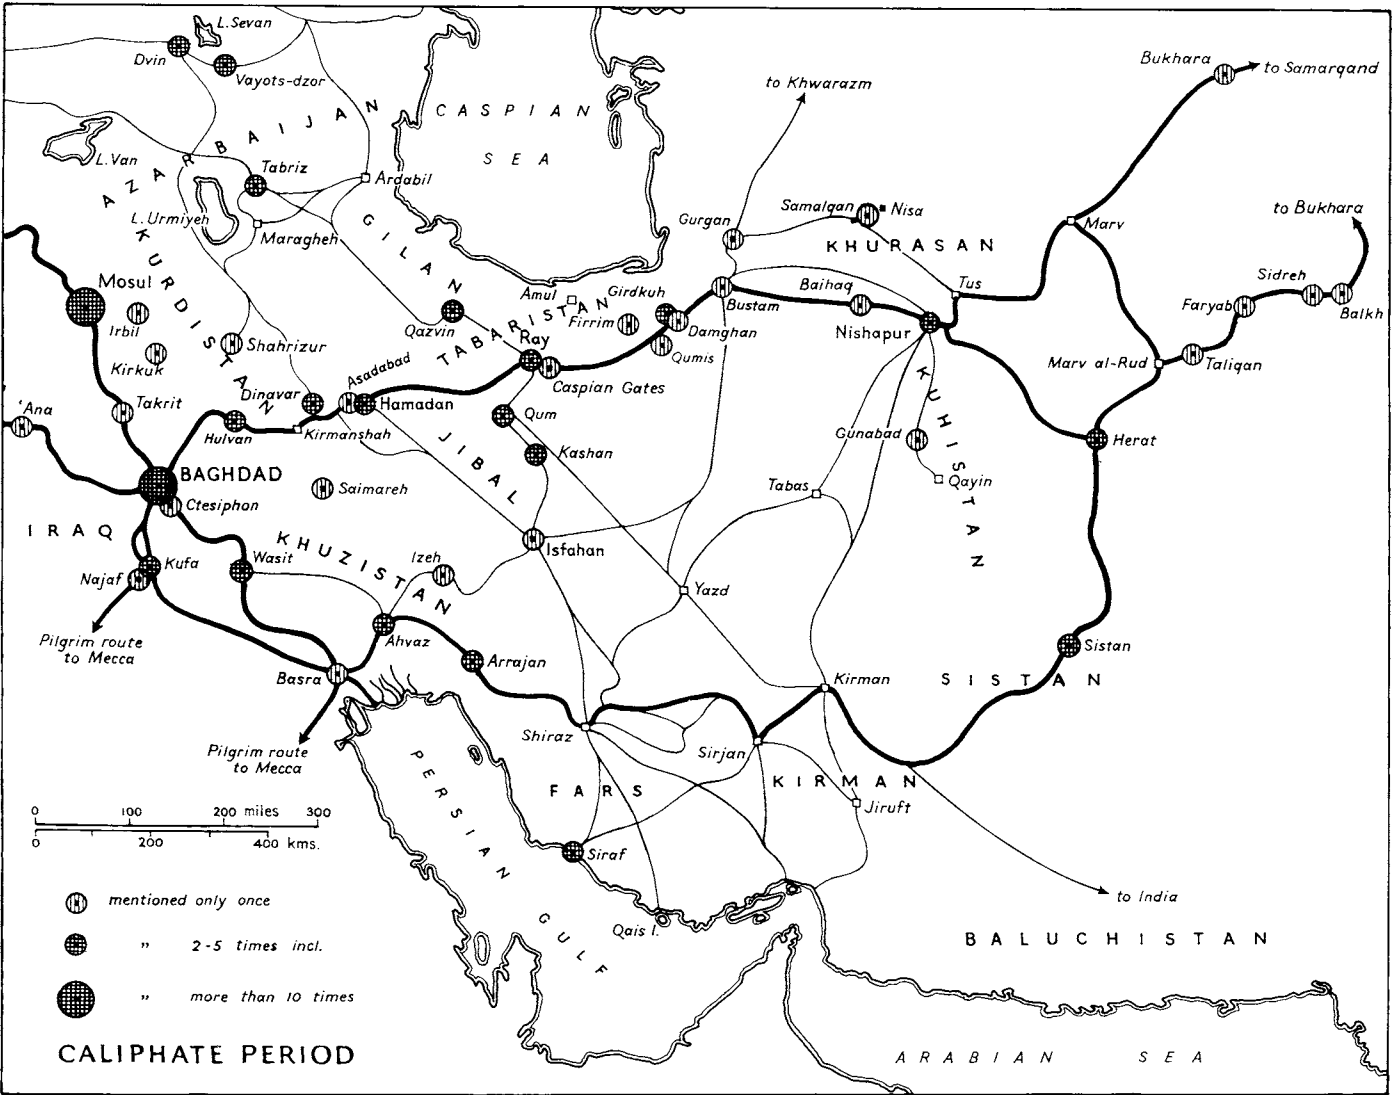 L. Sevan
Dvin
Vayots-dzor
Bukhara
to Samarqand
to Khwarazm
CASPIAN
SEA
AZARBAIJAN
L. Van
Tabriz
Ardabil
L. Urmiyeh
Maragheh
GILAN
Samalqan
Nisa
Gurgan
KHURASAN
Marv
to Bukhara
KURDISTAN
Mosul
Irbil
Kirkuk
Shahrizur
Qazvin
Amul
TABARISTAN
Firrim
Girdkuh
Damghan
Qumis
Bustam
Baihaq
Tus
Nishapur
Sidreh
Faryab
Balkh
Marv al-Rud
Taliqan
Ray
Caspian Gates
Asadabad
Hamadan
Dinavar
Kirmanshah
Hulvan
Takrit
'Ana
BAGHDAD
Ctesiphon
Saimareh
JIBAL
Qum
Kashan
KUHISTAN
Gunabad
Qayin
Tabas
Herat
IRAQ
KHUZISTAN
Kufa
Najaf
Wasit
Izeh
Isfahan
Yazd
Pilgrim route
to Mecca
Ahvaz
Arrajan
Basra
Pilgrim route
to Mecca
Sistan
SISTAN
Kirman
Shiraz
Sirjan
KIRMAN
FARS
Jiruft
PERSIAN
GULF
Siraf
Qais I.
to India
BALUCHISTAN
ARABIAN SEA
0 100 200 miles 300
0 200 400 kms.
mentioned only once
" 2-5 times incl.
" more than 10 times
CALIPHATE PERIOD